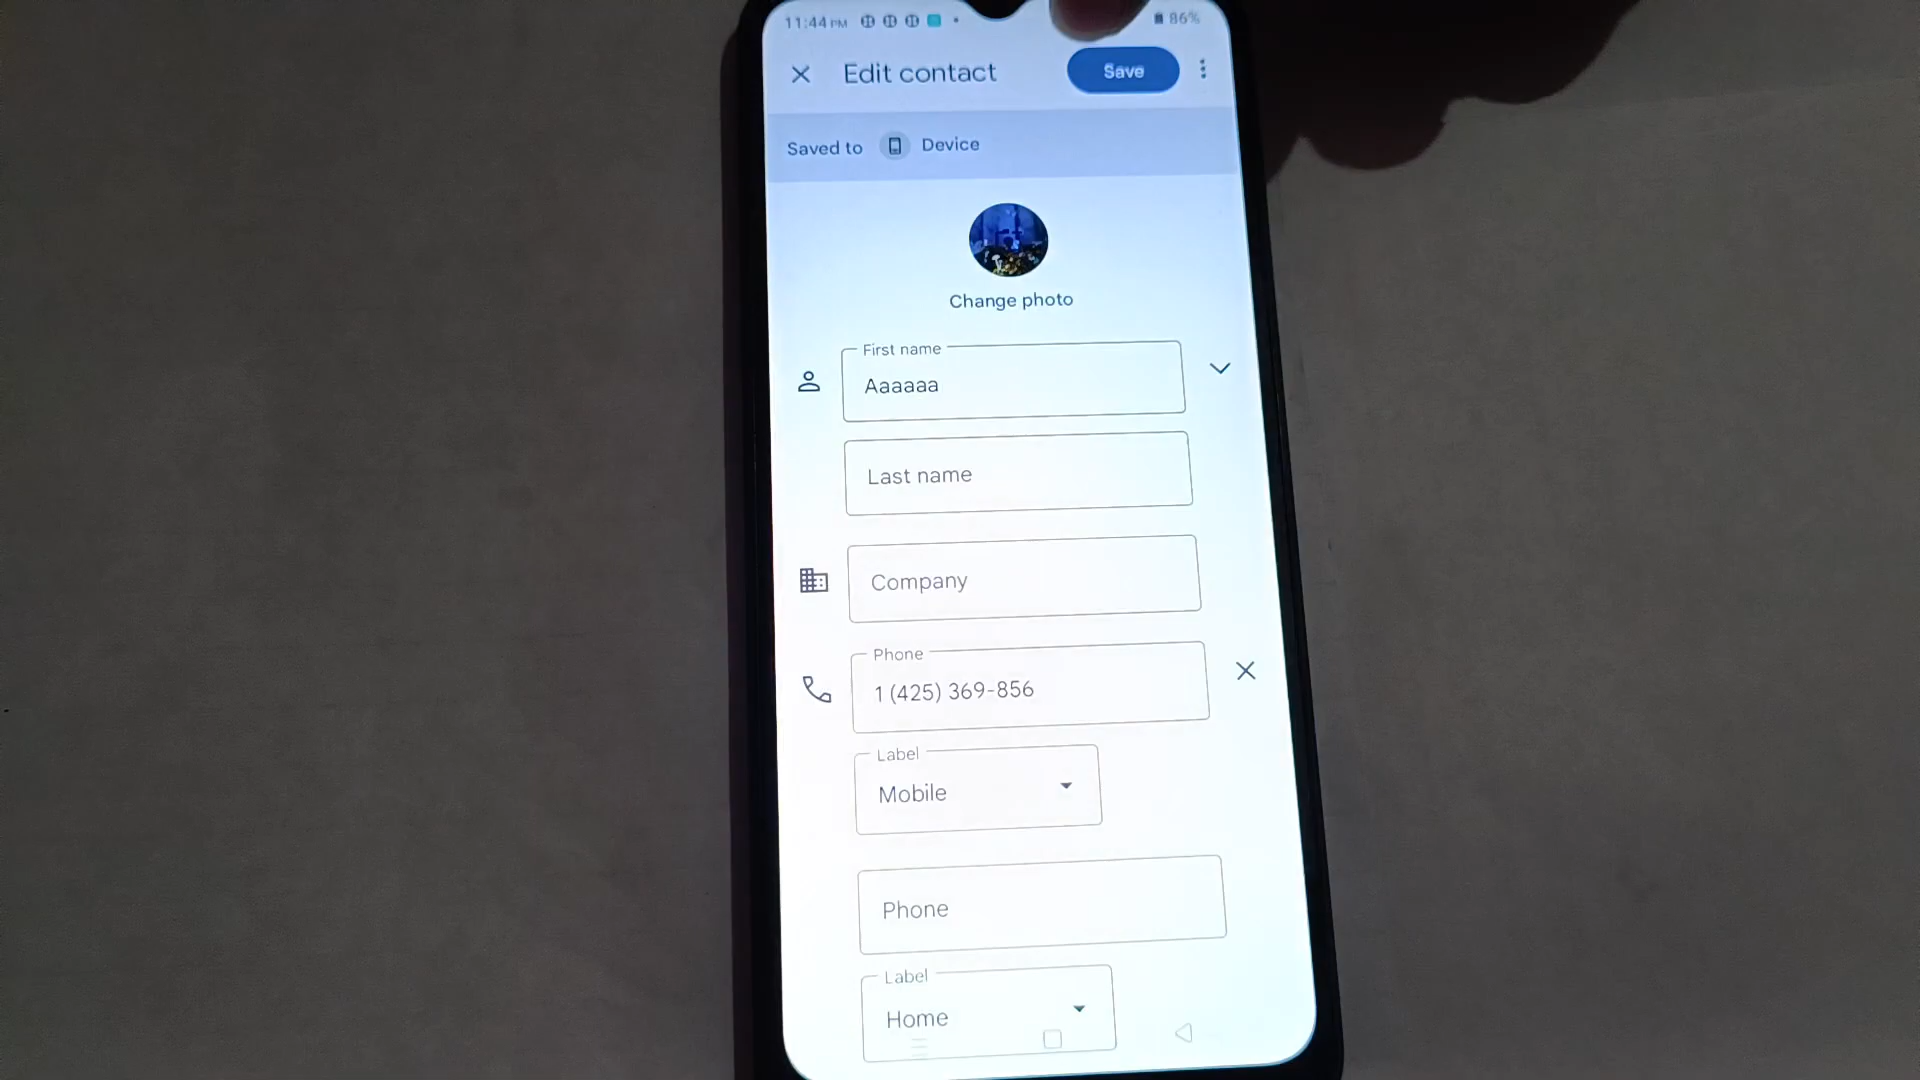 11:44 PM 86%
Edit contact Save
Saved to Device
Change photo
First name
Aaaaaa
Last name
Company
Phone
1 (425) 369-856
Label
Mobile
Phone
Label
Home